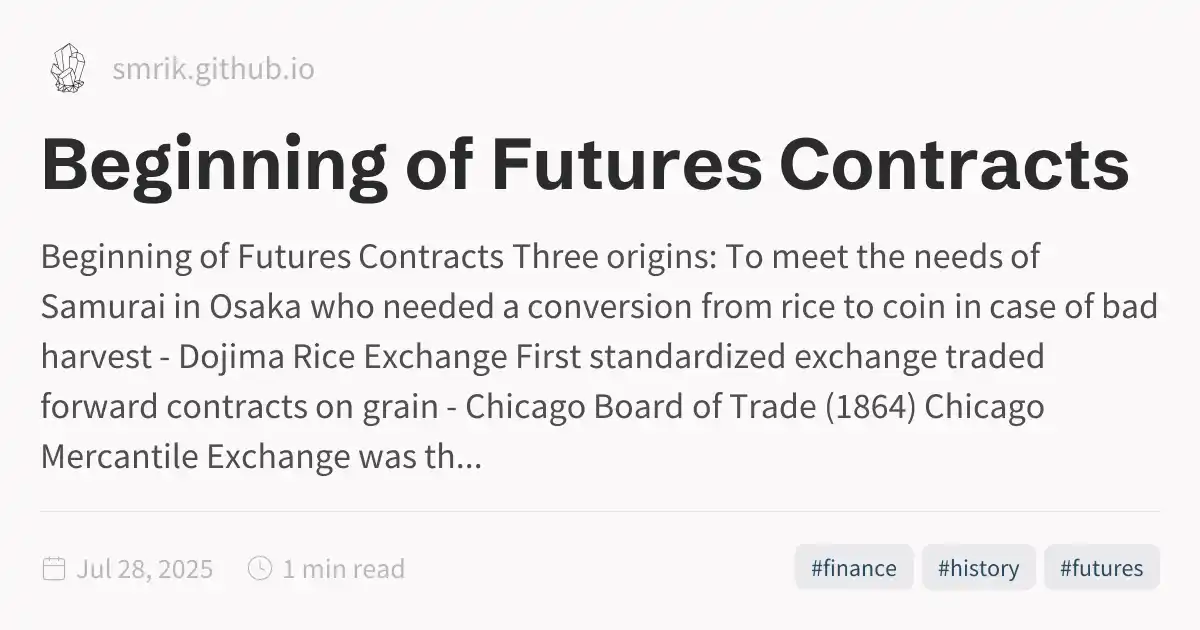 smrik.github.io
Beginning of Futures Contracts
Beginning of Futures Contracts Three origins: To meet the needs of
Samurai in Osaka who needed a conversion from rice to coin in case of bad
harvest - Dojima Rice Exchange First standardized exchange traded
forward contracts on grain - Chicago Board of Trade (1864) Chicago
Mercantile Exchange was th...
Jul 28, 2025 1 min read #finance #history #futures